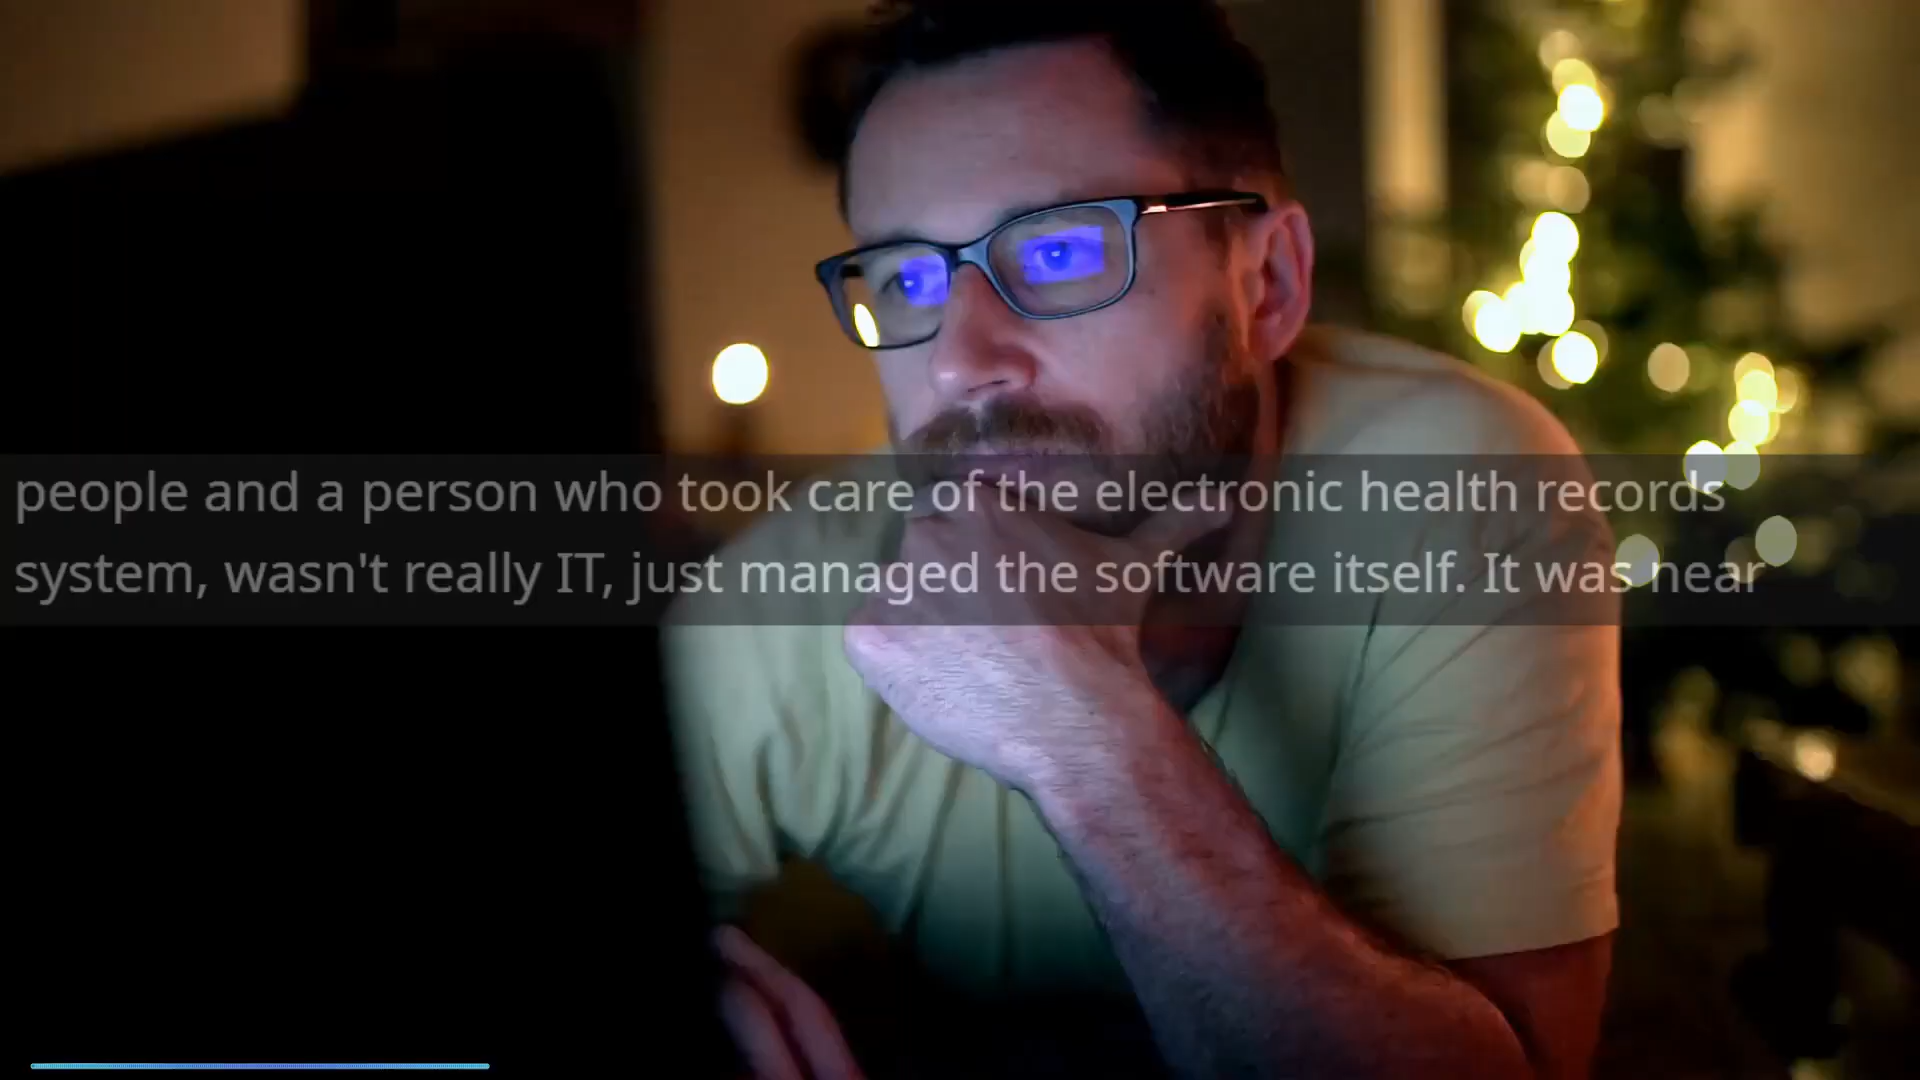 people and a person who took care of the electronic health records
system, wasn't really IT, just managed the software itself. It was near